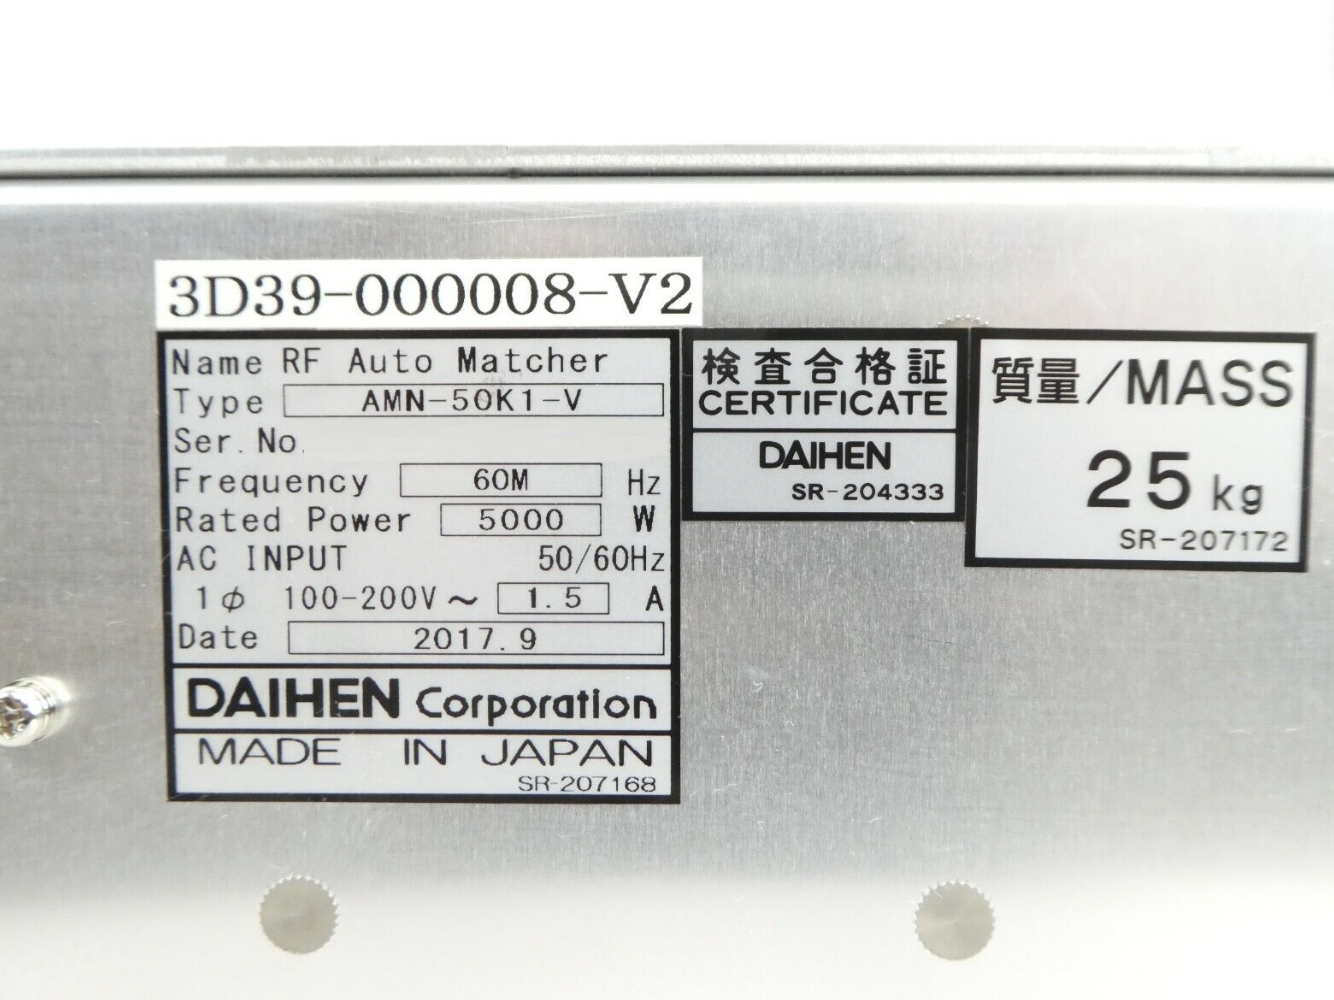 3D39-000008-V2
Name RF Auto Matcher
Type AMN-50K1-V
Ser. No.
Frequency 60M Hz
Rated Power 5000 W
AC INPUT 50/60Hz
1φ 100-200V～ 1.5 A
Date 2017.9
DAIHEN Corporation
MADE IN JAPAN
SR-207168
検査合格証
CERTIFICATE
DAIHEN
SR-204333
質量/MASS
25 kg
SR-207172